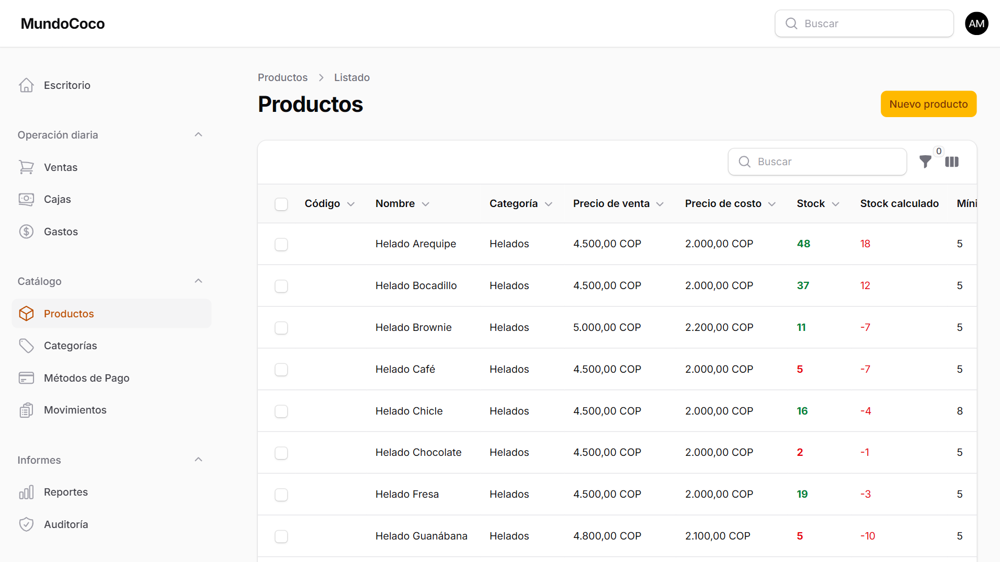 MundoCoco
Buscar
AM
Escritorio
Operación diaria
Ventas
Cajas
Gastos
Catálogo
Productos
Categorías
Métodos de Pago
Movimientos
Informes
Reportes
Auditoría
Productos > Listado
Productos
Nuevo producto
Buscar
0
Código Nombre Categoría Precio de venta Precio de costo Stock Stock calculado Míni
Helado Arequipe Helados 4.500,00 COP 2.000,00 COP 48 18 5
Helado Bocadillo Helados 4.500,00 COP 2.000,00 COP 37 12 5
Helado Brownie Helados 5.000,00 COP 2.200,00 COP 11 -7 5
Helado Café Helados 4.500,00 COP 2.000,00 COP 5 -7 5
Helado Chicle Helados 4.500,00 COP 2.000,00 COP 16 -4 8
Helado Chocolate Helados 4.500,00 COP 2.000,00 COP 2 -1 5
Helado Fresa Helados 4.500,00 COP 2.000,00 COP 19 -3 5
Helado Guanábana Helados 4.800,00 COP 2.100,00 COP 5 -10 5